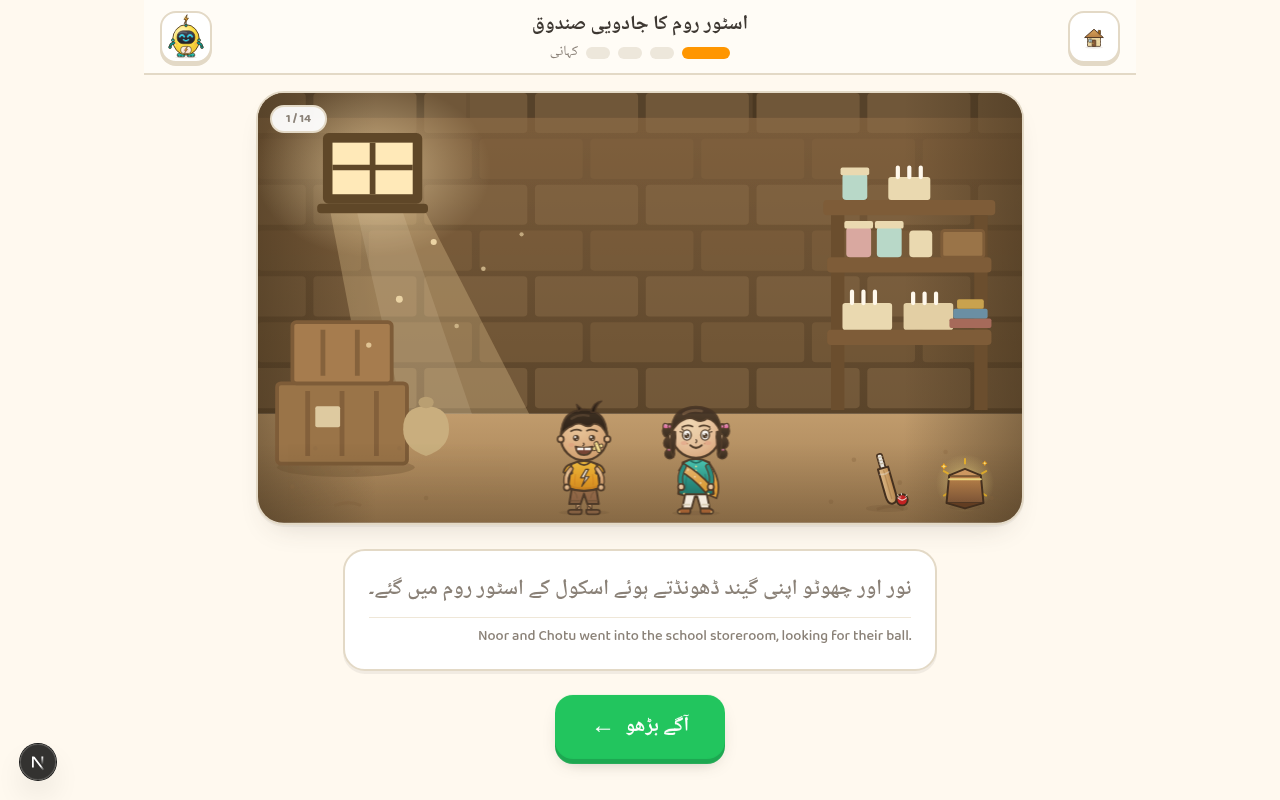 اسٹور روم کا جادویی صندوق
کہانی
1 / 14
نور اور چھوٹو اپنی گیند ڈھونڈتے ہوئے اسکول کے اسٹور روم میں گئے۔
Noor and Chotu went into the school storeroom, looking for their ball.
آگے بڑھو ←
N